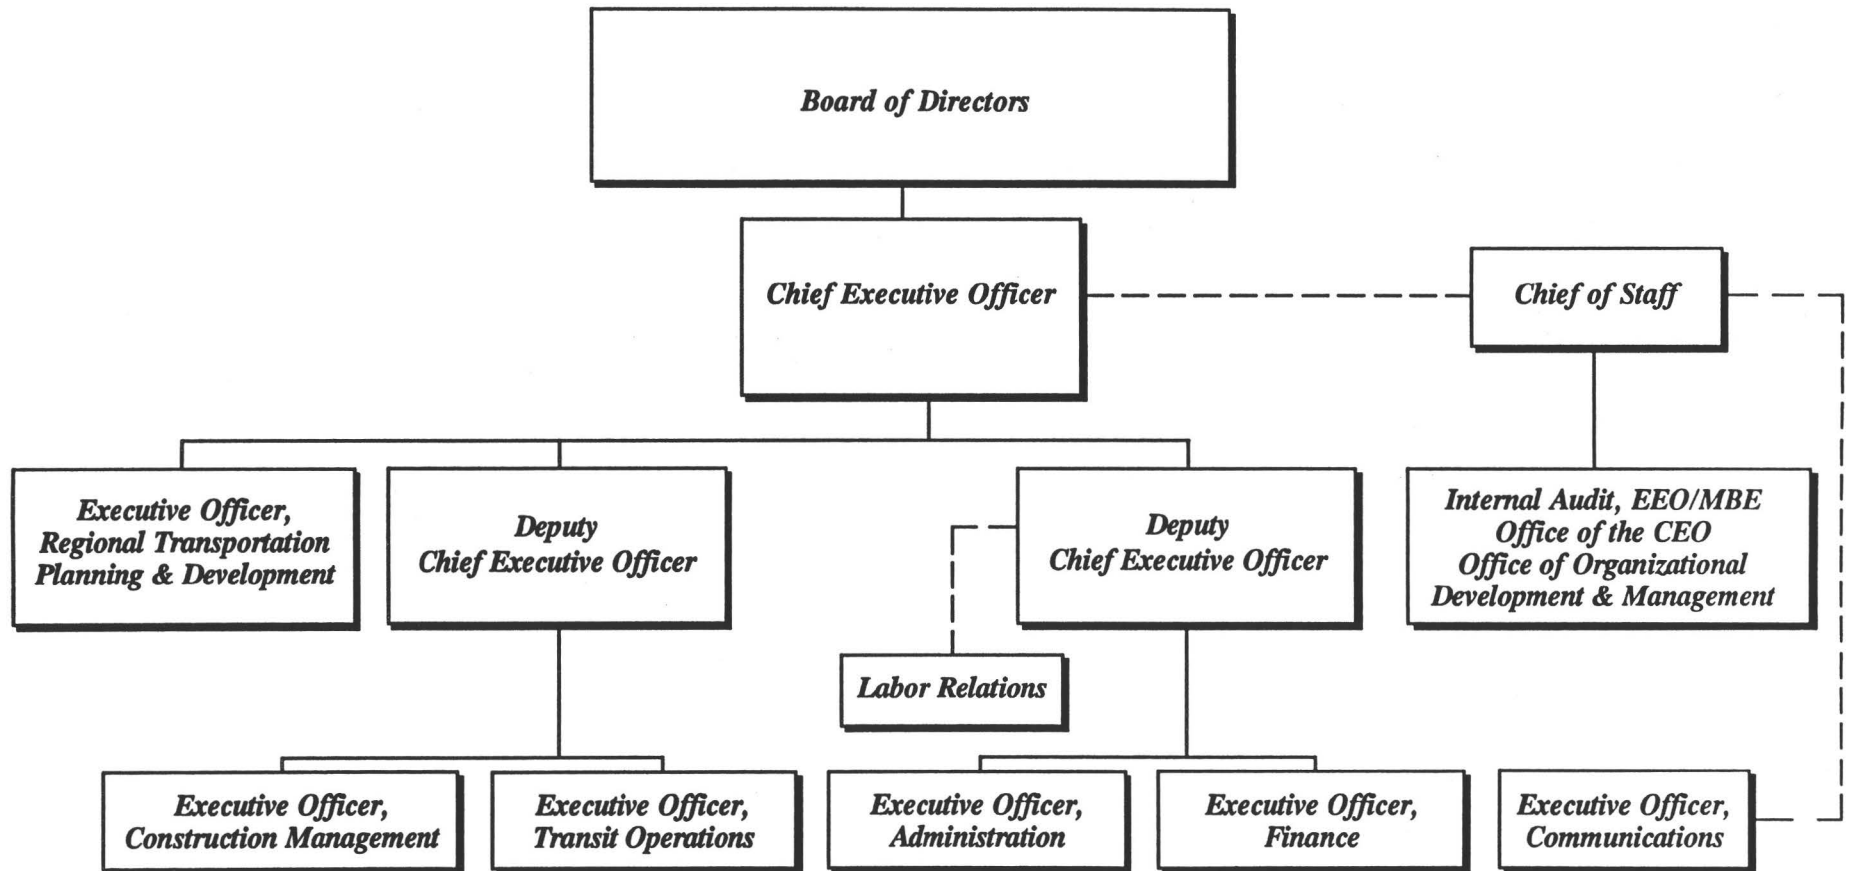 Board of Directors
Chief Executive Officer
Chief of Staff
Executive Officer,
Regional Transportation
Planning & Development
Deputy
Chief Executive Officer
Deputy
Chief Executive Officer
Internal Audit, EEO/MBE
Office of the CEO
Office of Organizational
Development & Management
Labor Relations
Executive Officer,
Construction Management
Executive Officer,
Transit Operations
Executive Officer,
Administration
Executive Officer,
Finance
Executive Officer,
Communications